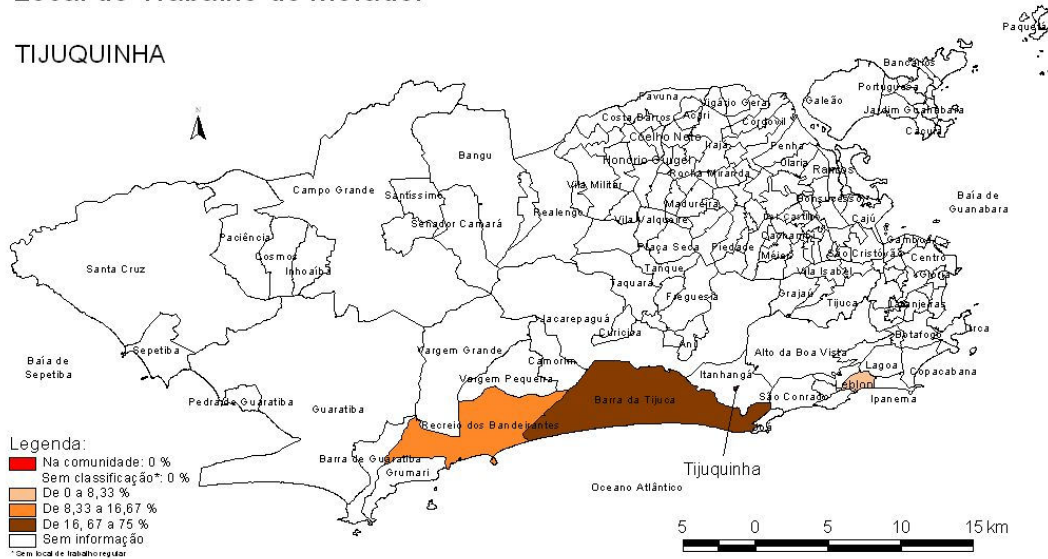 TIJUQUINHA
N
Paquetá
Bancários
Portuguesa
Galeão
Jardim Guanabara
Cacuia
Pavuna
Vigário Geral
Costa Barros
Acari
Cordovil
Coelho Neto
Irajá
Penha
Bangu
Honório Gurgel
Olaria
Ramos
Rocha Miranda
Vila Militar
Campo Grande
Santíssimo
Madureira
Bonsucesso
Baía de
Guanabara
Realengo
Vila Valqueire
Del Castilho
Cajú
Senador Camará
Cachambi
Gamboa
Paciência
Praça Seca
Piedade
Méier
São Cristóvão
Centro
Cosmos
Santa Cruz
Inhoaíba
Tanque
Vila Isabel
Glória
Taquara
Freguesia
Grajaú
Tijuca
Laranjeiras
Jacarepaguá
Curicica
Botafogo
Urca
Anil
Sepetiba
Vargem Grande
Camorim
Alto da Boa Vista
Baía de
Sepetiba
Itanhangá
Lagoa
Copacabana
Vargem Pequena
Leblon
Pedra de Guaratiba
Guaratiba
Barra da Tijuca
São Conrado
Ipanema
Recreio dos Bandeirantes
Joá
Barra de Guaratiba
Grumari
Tijuquinha
Oceano Atlântico
Legenda:
Na comunidade: 0 %
Sem classificação*: 0 %
De 0 a 8,33 %
De 8,33 a 16,67 %
De 16, 67 a 75 %
Sem informação
* Sem local de trabalho regular
5 0 5 10 15 km